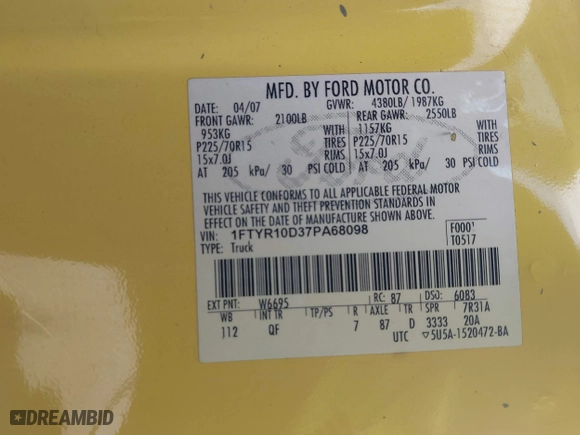 MFD. BY FORD MOTOR CO.
DATE: 04/07 GVWR: 4380LB/ 1987KG
FRONT GAWR: 2100LB REAR GAWR: 2550LB
953KG WITH 1157KG WITH
P225/70R15 TIRES P225/70R15 TIRES
15x7.0J RIMS 15x7.0J RIMS
AT 205 kPa/ 30 PSI COLD AT 205 kPa/ 30 PSI COLD
THIS VEHICLE CONFORMS TO ALL APPLICABLE FEDERAL MOTOR
VEHICLE SAFETY AND THEFT PREVENTION STANDARDS IN
EFFECT ON THE DATE OF MANUFACTURE SHOWN ABOVE.
VIN: 1FTYR10D37PA68098 F000'
TYPE: Truck T0517
EXT PNT: W6695 RC: 87 DSO: 6083
WB INT TR TP/PS R AXLE TR SPR 7R31A
112 QF 7 87 D 3333 20A
UTC ▽5U5A-1520472-BA
DREAMBID